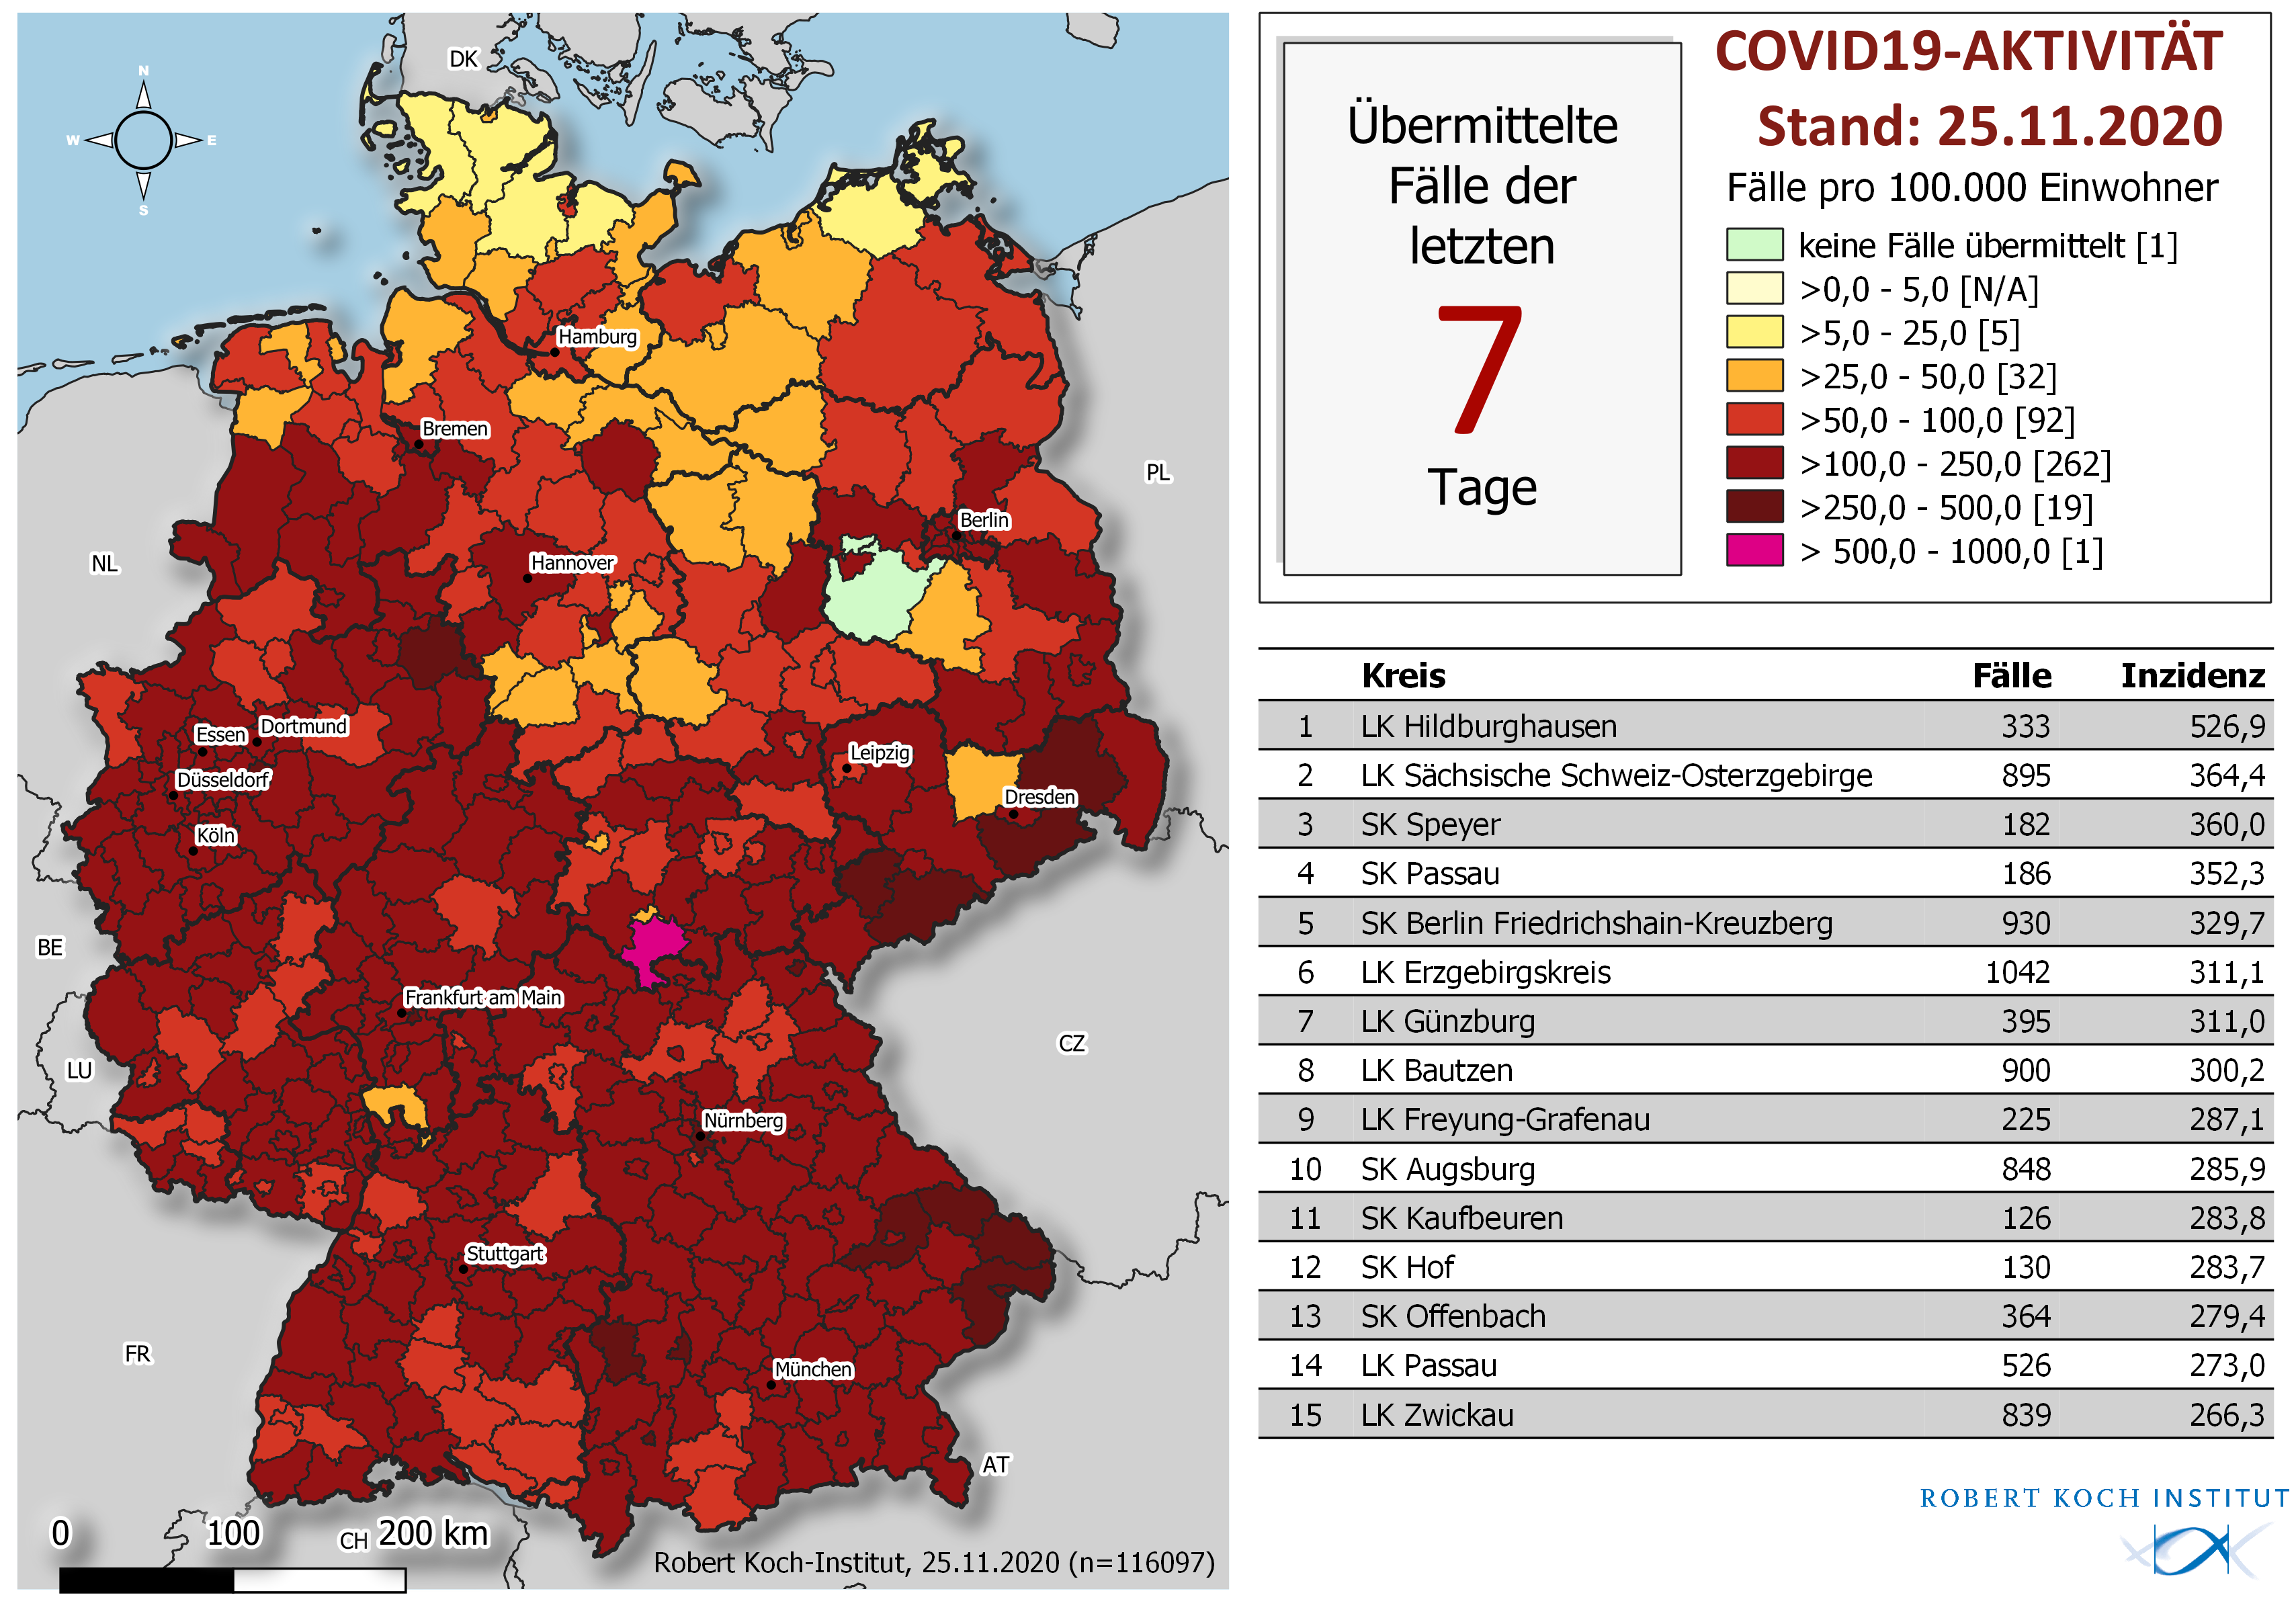 N
W
E
S
DK
PL
NL
BE
LU
FR
CH
CZ
AT
Hamburg
Bremen
Berlin
Hannover
Essen
Dortmund
Düsseldorf
Köln
Leipzig
Dresden
Frankfurt am Main
Nürnberg
Stuttgart
München
0 100 200 km
Robert Koch-Institut, 25.11.2020 (n=116097)
Übermittelte
Fälle der
letzten
7
Tage
COVID19-AKTIVITÄT
Stand: 25.11.2020
Fälle pro 100.000 Einwohner
keine Fälle übermittelt [1]
>0,0 - 5,0 [N/A]
>5,0 - 25,0 [5]
>25,0 - 50,0 [32]
>50,0 - 100,0 [92]
>100,0 - 250,0 [262]
>250,0 - 500,0 [19]
> 500,0 - 1000,0 [1]
Kreis Fälle Inzidenz
1 LK Hildburghausen 333 526,9
2 LK Sächsische Schweiz-Osterzgebirge 895 364,4
3 SK Speyer 182 360,0
4 SK Passau 186 352,3
5 SK Berlin Friedrichshain-Kreuzberg 930 329,7
6 LK Erzgebirgskreis 1042 311,1
7 LK Günzburg 395 311,0
8 LK Bautzen 900 300,2
9 LK Freyung-Grafenau 225 287,1
10 SK Augsburg 848 285,9
11 SK Kaufbeuren 126 283,8
12 SK Hof 130 283,7
13 SK Offenbach 364 279,4
14 LK Passau 526 273,0
15 LK Zwickau 839 266,3
ROBERT KOCH INSTITUT